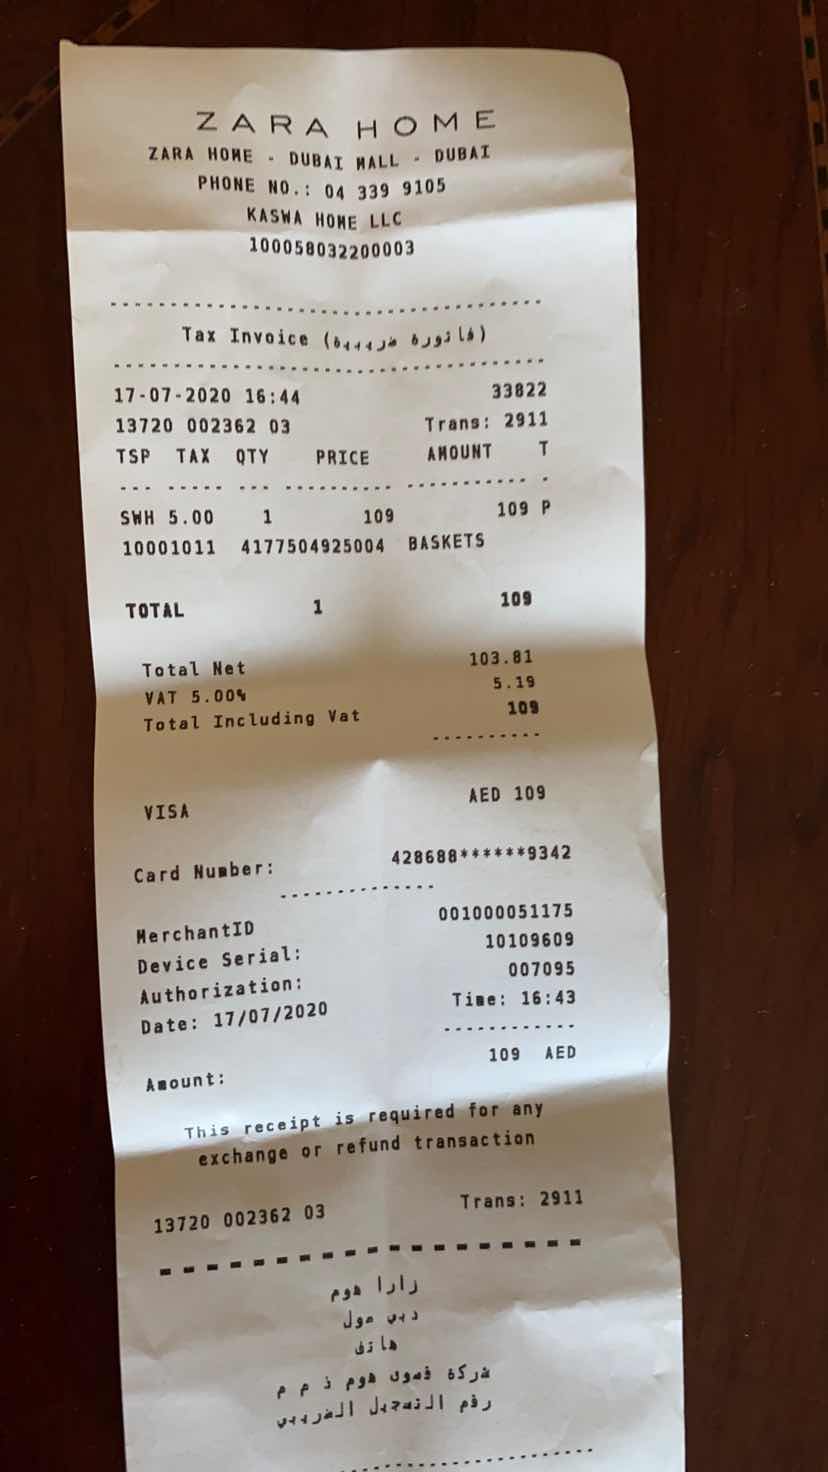 ZARA HOME
ZARA HOME - DUBAI MALL - DUBAI
PHONE NO.: 04 339 9105
KASWA HOME LLC
100058032200003
Tax Invoice (فاتورة ضريبية)
17-07-2020 16:44 33822
13720 002362 03 Trans: 2911
TSP TAX QTY PRICE AMOUNT T
SWH 5.00 1 109 109 P
10001011 4177504925004 BASKETS
TOTAL 1 109
Total Net 103.81
VAT 5.00% 5.19
Total Including Vat 109
VISA AED 109
Card Number: 428688******9342
MerchantID 001000051175
Device Serial: 10109609
Authorization: 007095
Date: 17/07/2020 Time: 16:43
Amount: 109 AED
This receipt is required for any
exchange or refund transaction
13720 002362 03 Trans: 2911
زارا هوم
دبي مول
هاتف
شركة قسوى هوم ذ م م
رقم التسجيل الضريبي